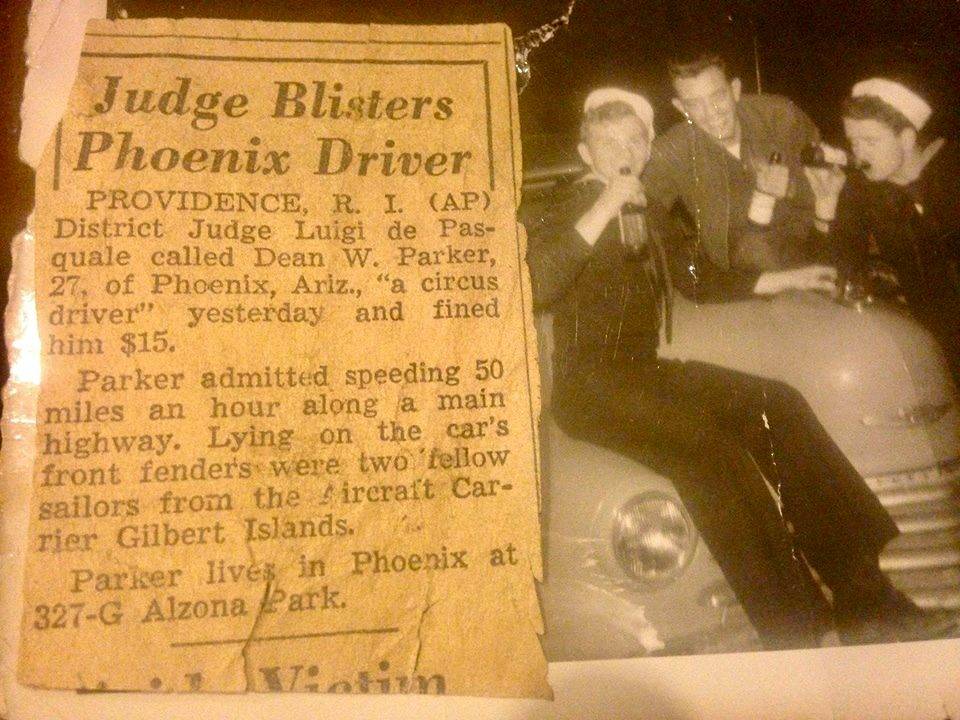 Judge Blisters
Phoenix Driver
PROVIDENCE, R. I. (AP)
District Judge Luigi de Pas-
quale called Dean W. Parker,
27, of Phoenix, Ariz., "a circus
driver" yesterday and fined
him $15.
Parker admitted speeding 50
miles an hour along a main
highway. Lying on the car's
front fenders were two fellow
sailors from the Aircraft Car-
rier Gilbert Islands.
Parker lives in Phoenix at
327-G Alzona Park.
Victim